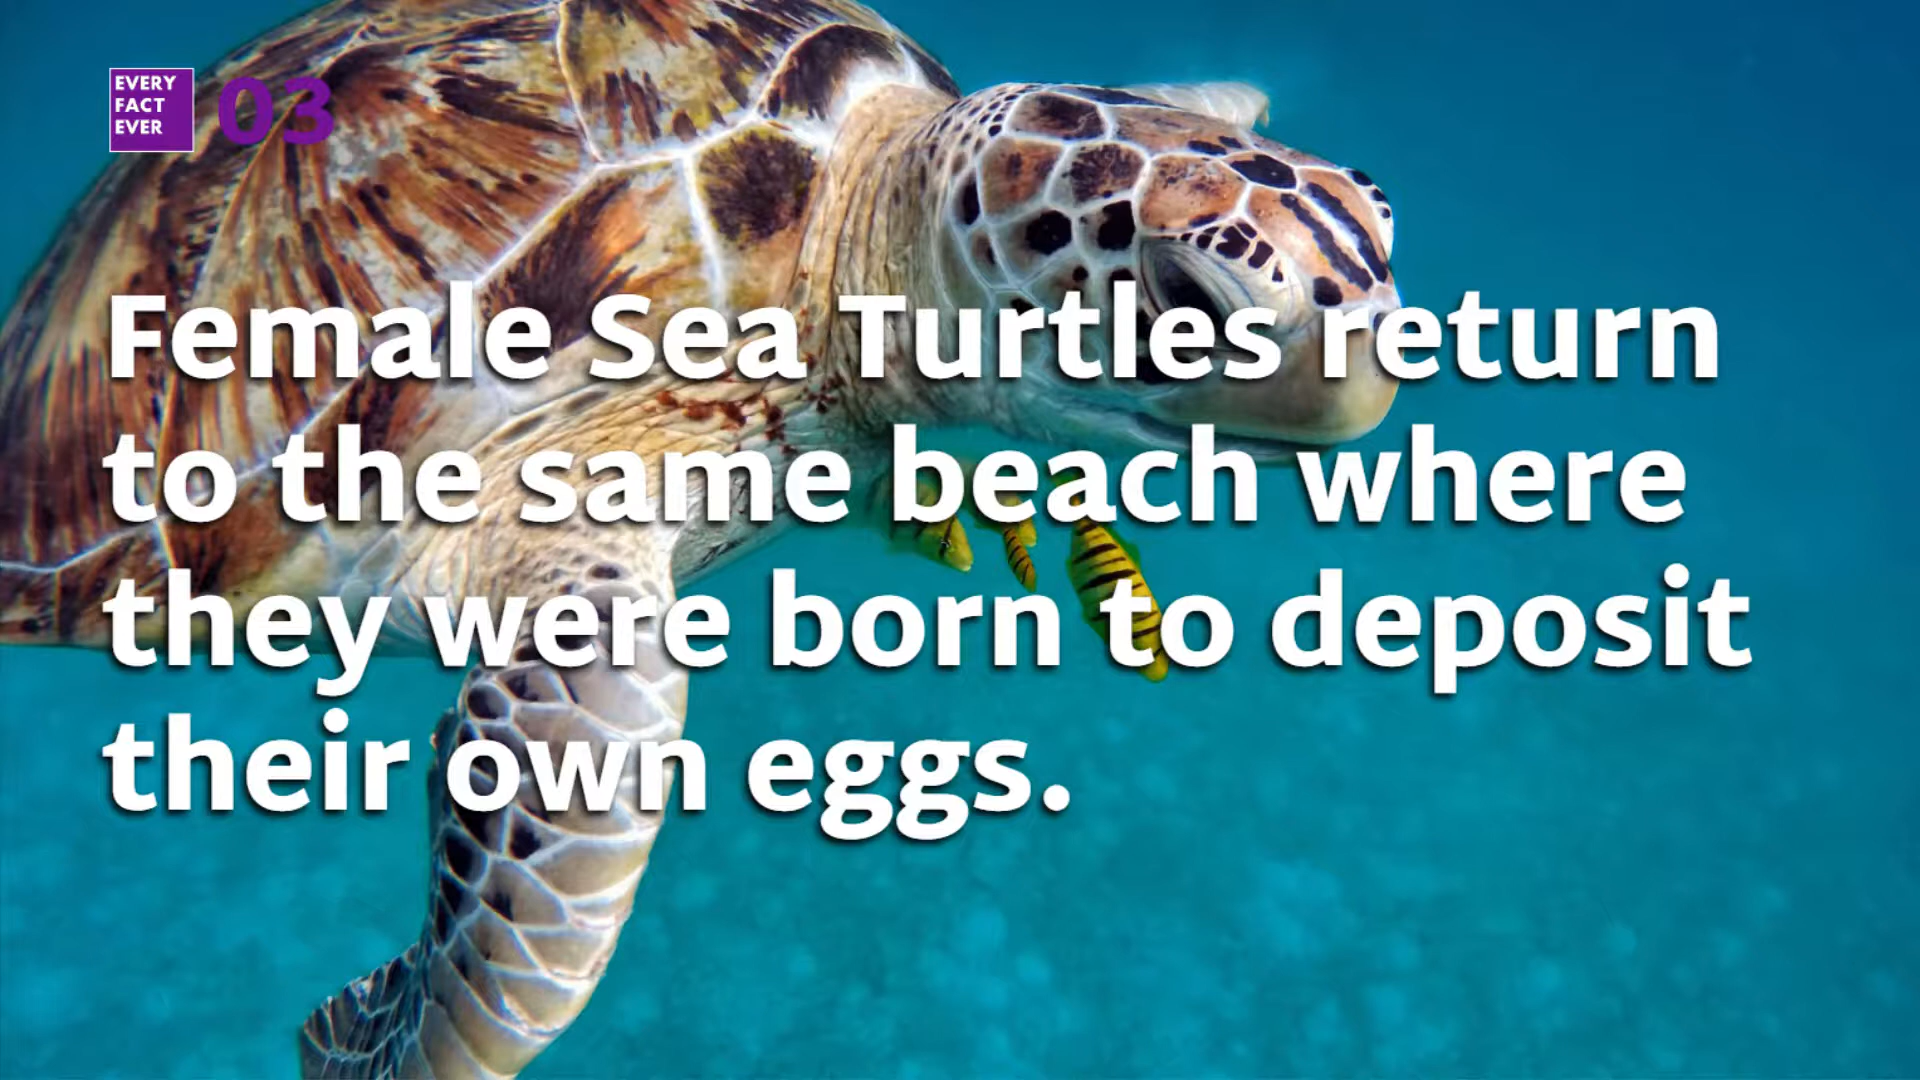 EVERY
FACT
EVER
03
Female Sea Turtles return
to the same beach where
they were born to deposit
their own eggs.